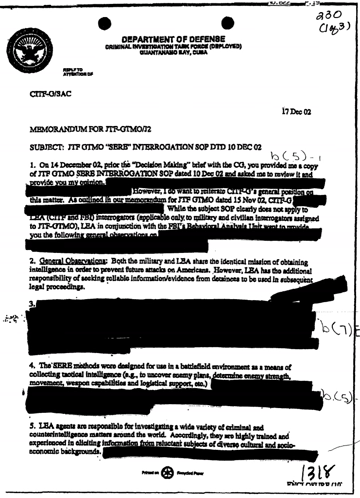 230
(1 of 3)
DEPARTMENT OF DEFENSE
CRIMINAL INVESTIGATION TASK FORCE (DEPLOYED)
GUANTANAMO BAY, CUBA
REPLY TO
ATTENTION OF
CITF-G/SAC
17 Dec 02
MEMORANDUM FOR JTF-GTMO/J2
SUBJECT: JTF GTMO "SERE" INTERROGATION SOP DTD 10 DEC 02
b(5)-1
1. On 14 December 02, prior the "Decision Making" brief with the CG, you provided me a copy
of JTF GTMO SERE INTERROGATION SOP dated 10 Dec 02 and asked me to review it and
provide you my opinion.
However, I do want to reiterate CITF-G's general position on
this matter. As outlined in our memorandum for JTF GTMO dated 15 Nov 02, CITF-G
While the subject SOP clearly does not apply to
LEA (CITF and FBI) interrogators (applicable only to military and civilian interrogators assigned
to JTF-GTMO), LEA in conjunction with the FBI's Behavioral Analysis Unit want to provide
you the following general observations on
2. General Observations: Both the military and LEA share the identical mission of obtaining
intelligence in order to prevent future attacks on Americans. However, LEA has the additional
responsibility of seeking reliable information/evidence from detainees to be used in subsequent
legal proceedings.
3.
b(7)E
4. The SERE methods were designed for use in a battlefield environment as a means of
collecting tactical intelligence (e.g., to uncover enemy plans, determine enemy strength,
movement, weapon capabilities and logistical support, etc.)
b(5)-
5. LEA agents are responsible for investigating a wide variety of criminal and
counterintelligence matters around the world. Accordingly, they are highly trained and
experienced in eliciting information from reluctant subjects of diverse cultural and socio-
economic backgrounds.
Printed on Recycled Paper
1318